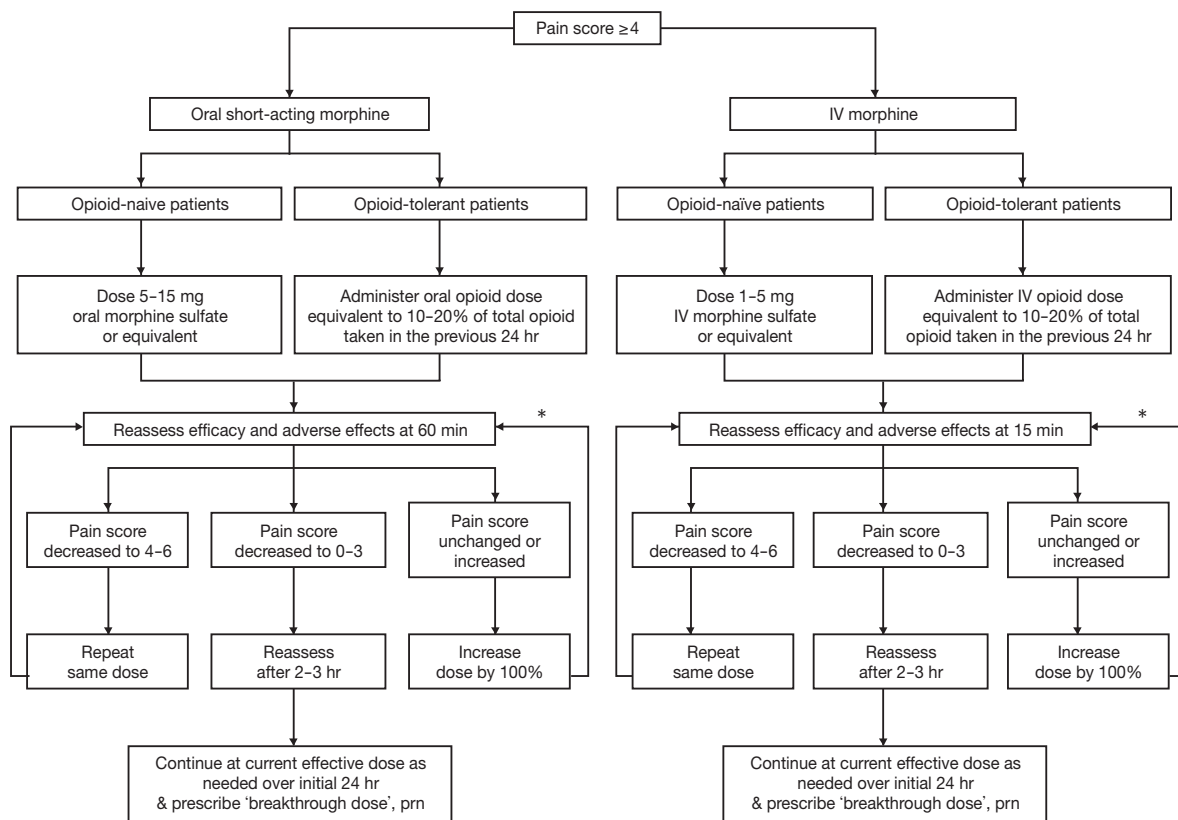 Pain score ≥4
Oral short-acting morphine
Opioid-naive patients
Opioid-tolerant patients
Dose 5–15 mg
oral morphine sulfate
or equivalent
Administer oral opioid dose
equivalent to 10–20% of total opioid
taken in the previous 24 hr
Reassess efficacy and adverse effects at 60 min
*
Pain score
decreased to 4–6
Pain score
decreased to 0–3
Pain score
unchanged or
increased
Repeat
same dose
Reassess
after 2–3 hr
Increase
dose by 100%
Continue at current effective dose as
needed over initial 24 hr
& prescribe ‘breakthrough dose’, prn
IV morphine
Opioid-naïve patients
Opioid-tolerant patients
Dose 1–5 mg
IV morphine sulfate
or equivalent
Administer IV opioid dose
equivalent to 10–20% of total
opioid taken in the previous 24 hr
Reassess efficacy and adverse effects at 15 min
*
Pain score
decreased to 4–6
Pain score
decreased to 0–3
Pain score
unchanged or
increased
Repeat
same dose
Reassess
after 2–3 hr
Increase
dose by 100%
Continue at current effective dose as
needed over initial 24 hr
& prescribe ‘breakthrough dose’, prn